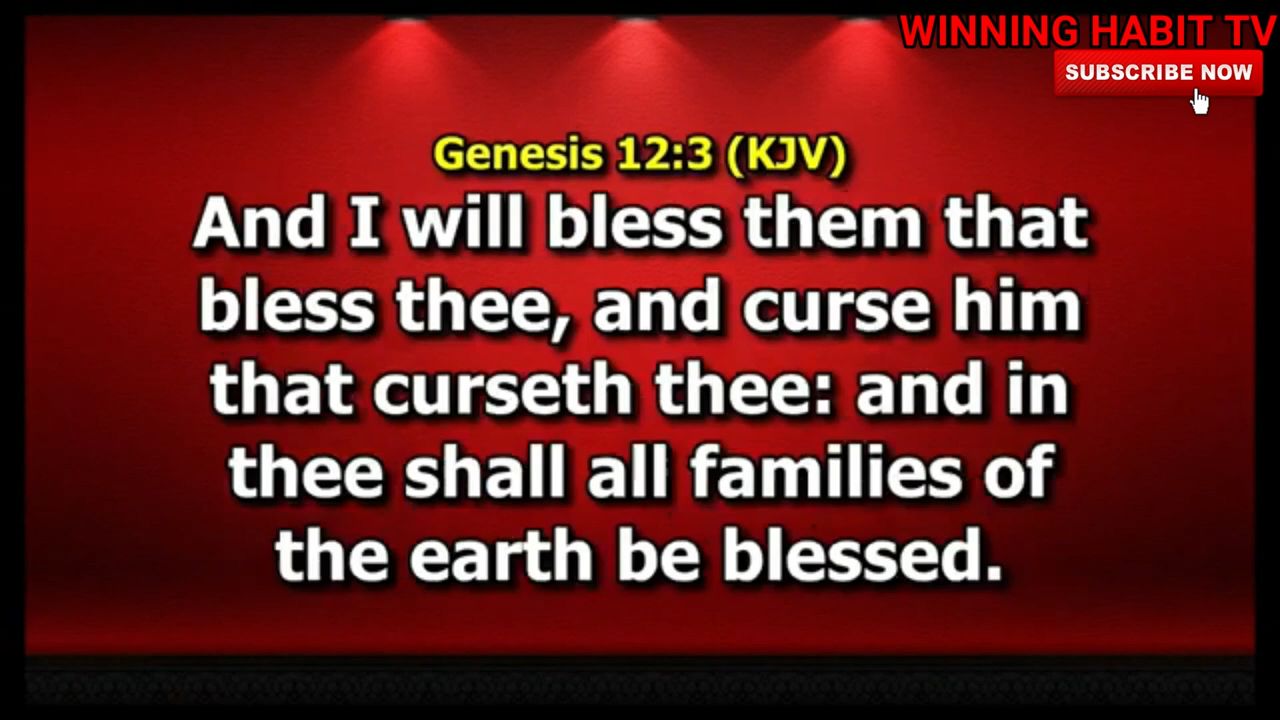 WINNING HABIT TV
SUBSCRIBE NOW
Genesis 12:3 (KJV)
And I will bless them that
bless thee, and curse him
that curseth thee: and in
thee shall all families of
the earth be blessed.